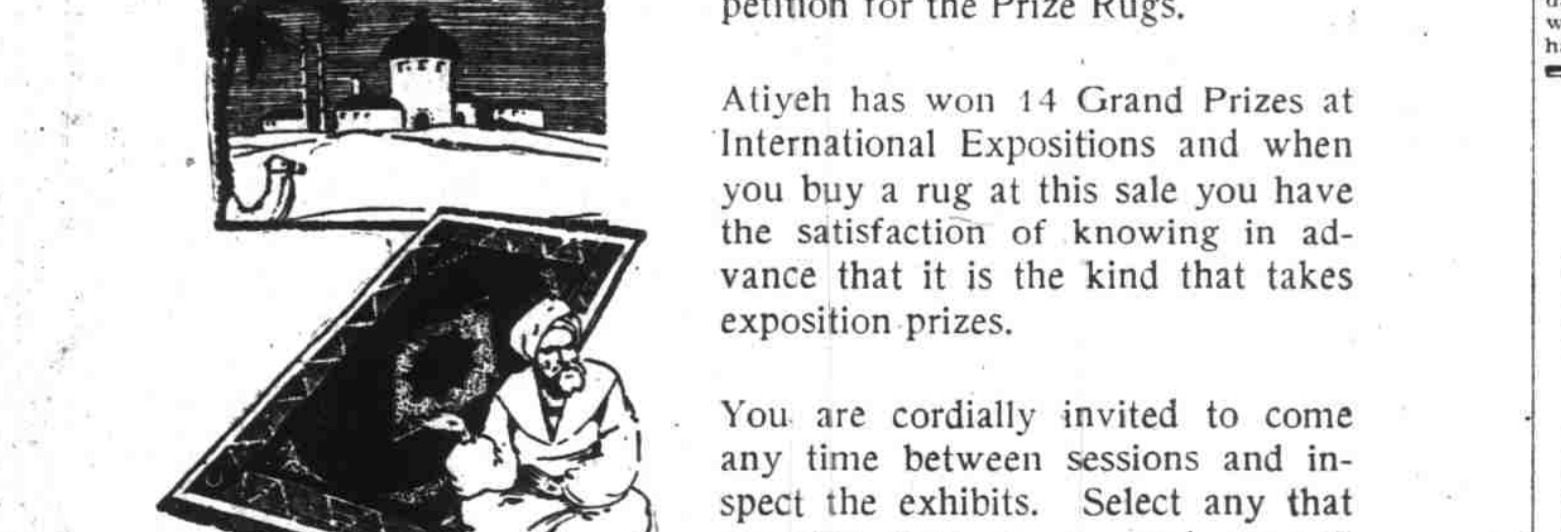 petition for the Prize Rugs.
Atiyeh has won 14 Grand Prizes at
International Expositions and when
you buy a rug at this sale you have
the satisfaction of knowing in ad-
vance that it is the kind that takes
exposition prizes.
You are cordially invited to come
any time between sessions and in-
spect the exhibits. Select any that